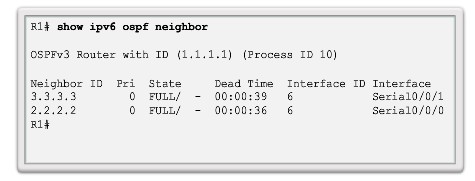 R1# show ipv6 ospf neighbor
OSPFv3 Router with ID (1.1.1.1) (Process ID 10)
Neighbor ID Pri State Dead Time Interface ID Interface
3.3.3.3 0 FULL/ - 00:00:39 6 Serial0/0/1
2.2.2.2 0 FULL/ - 00:00:36 6 Serial0/0/0
R1#